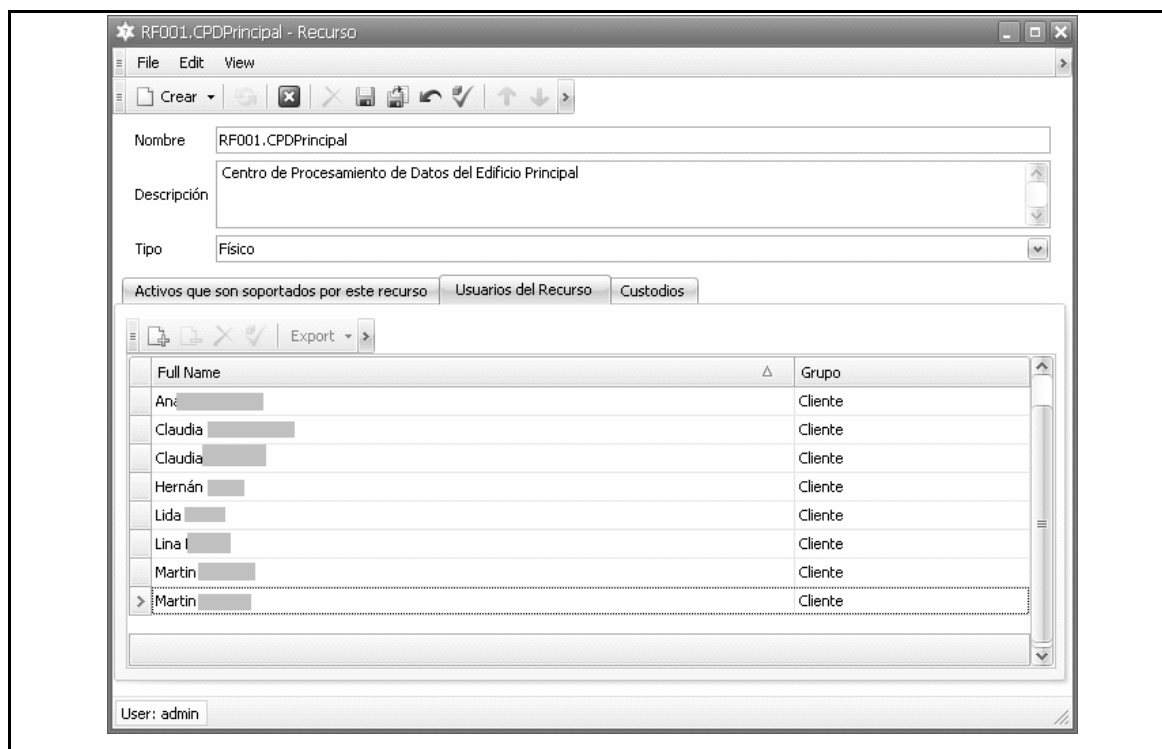 RF001.CPDPrincipal - Recurso
File Edit View
Crear
Nombre RF001.CPDPrincipal
Descripción Centro de Procesamiento de Datos del Edificio Principal
Tipo Físico
Activos que son soportados por este recurso Usuarios del Recurso Custodios
Export
Full Name Grupo
Cliente
Claudia Cliente
Claudia Cliente
Hernán Cliente
Lida Cliente
Lina Cliente
Martin Cliente
Martin Cliente
User: admin